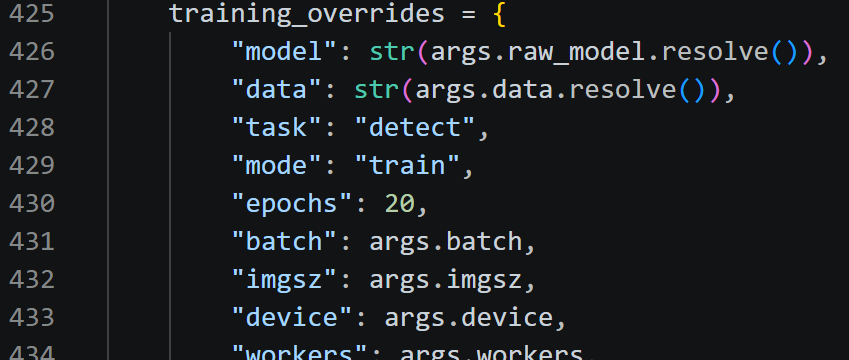 425 training_overrides = {
426 "model": str(args.raw_model.resolve()),
427 "data": str(args.data.resolve()),
428 "task": "detect",
429 "mode": "train",
430 "epochs": 20,
431 "batch": args.batch,
432 "imgsz": args.imgsz,
433 "device": args.device,
434 "workers": args.workers,